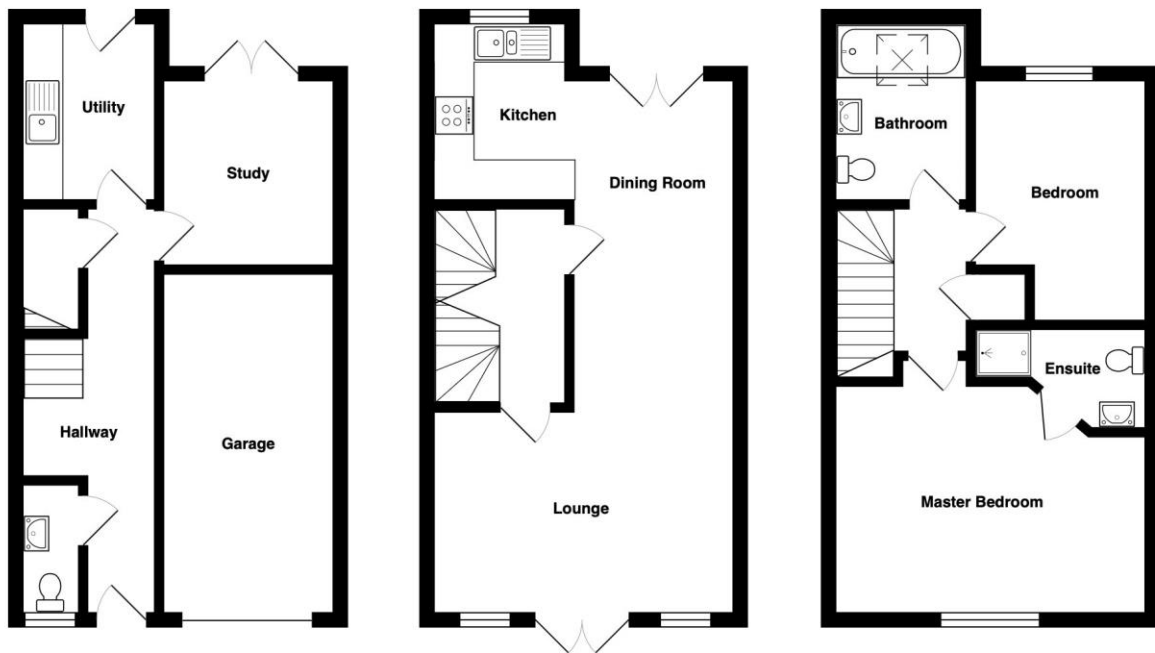 Utility
Study
Hallway
Garage
Kitchen
Dining Room
Lounge
Bathroom
Bedroom
Ensuite
Master Bedroom